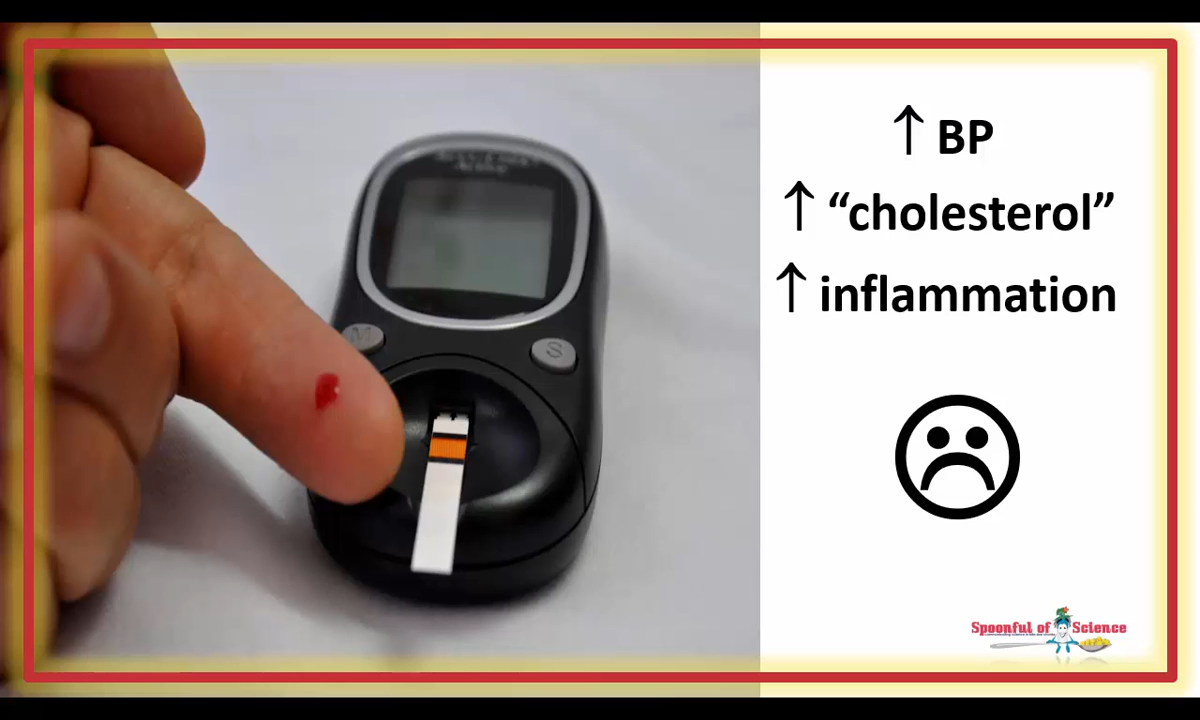 ↑ BP
↑ “cholesterol”
↑ inflammation
M
S
Spoonful of Science